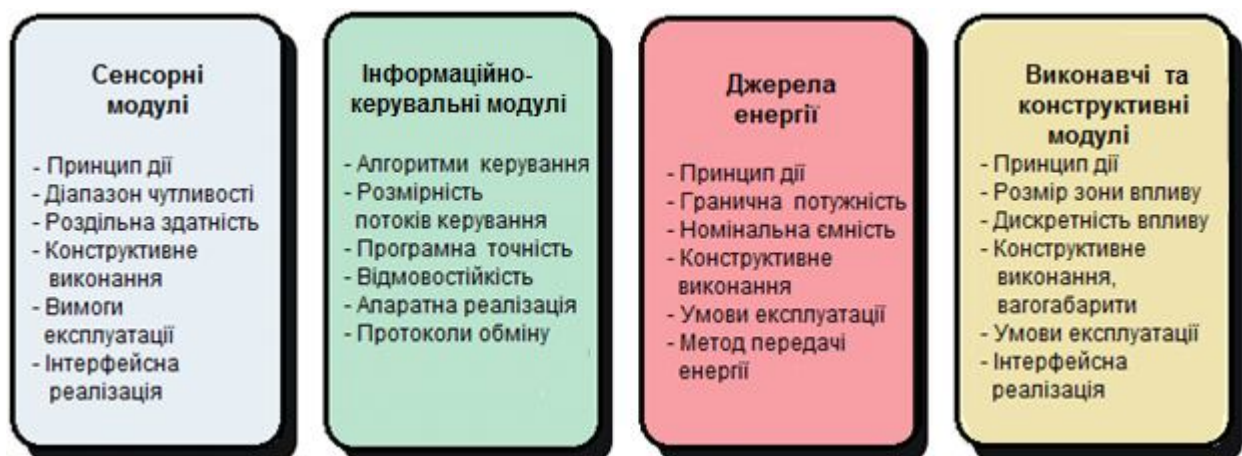 Сенсорні
модулі
- Принцип дії
- Діапазон чутливості
- Роздільна здатність
- Конструктивне
виконання
- Вимоги
експлуатації
- Інтерфейсна
реалізація
Інформаційно-
керувальні модулі
- Алгоритми керування
- Розмірність
потоків керування
- Програмна точність
- Відмовостійкість
- Апаратна реалізація
- Протоколи обміну
Джерела
енергії
- Принцип дії
- Гранична потужність
- Номінальна ємність
- Конструктивне
виконання
- Умови експлуатації
- Метод передачі
енергії
Виконавчі та
конструктивні
модулі
- Принцип дії
- Розмір зони впливу
- Дискретність впливу
- Конструктивне
виконання,
вагогабарити
- Умови експлуатації
- Інтерфейсна
реалізація